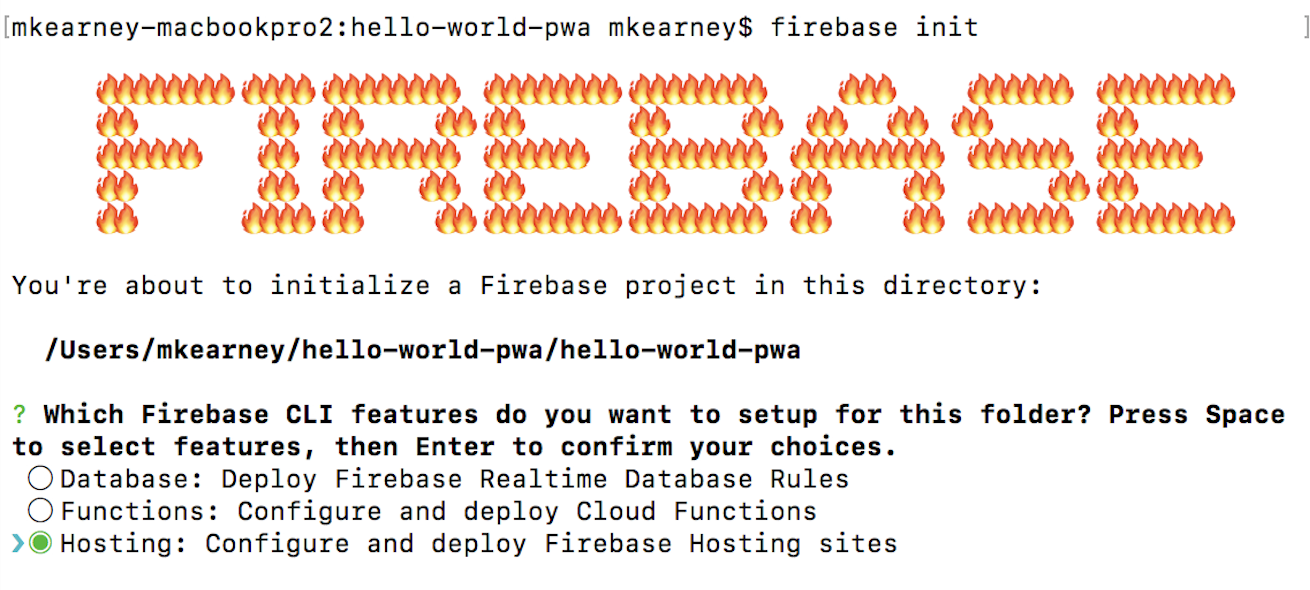 [mkearney-macbookpro2:hello-world-pwa mkearney$ firebase init ]
FIREBASE
You're about to initialize a Firebase project in this directory:
/Users/mkearney/hello-world-pwa/hello-world-pwa
? Which Firebase CLI features do you want to setup for this folder? Press Space
to select features, then Enter to confirm your choices.
◯ Database: Deploy Firebase Realtime Database Rules
◯ Functions: Configure and deploy Cloud Functions
❯◉ Hosting: Configure and deploy Firebase Hosting sites